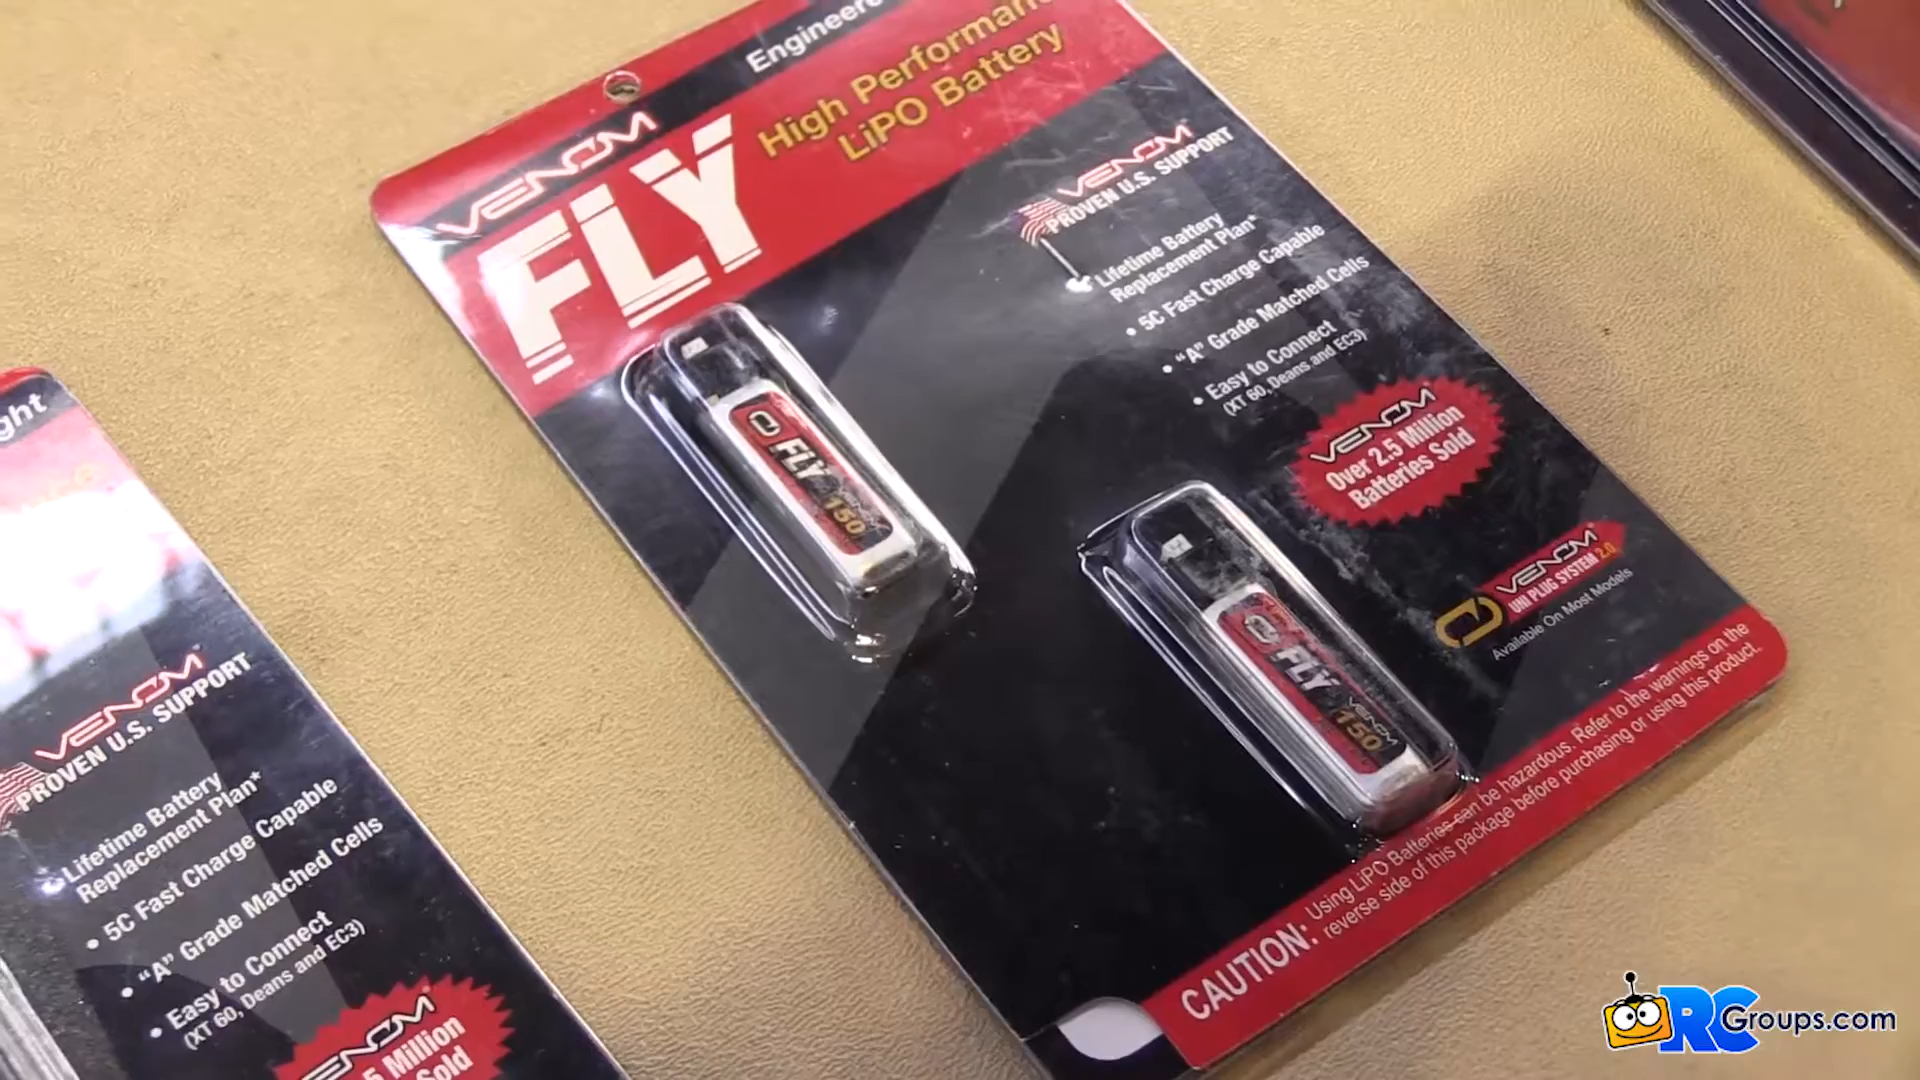 Engineere
VENOM
FLY
High Performan
LiPO Battery
VENOM
PROVEN U.S. SUPPORT
• Lifetime Battery
Replacement Plan*
• 5C Fast Charge Capable
• "A" Grade Matched Cells
• Easy to Connect
(XT 60, Deans and EC3)
VENOM
Over 2.5 Million
Batteries Sold
VENOM
UNI PLUG SYSTEM 2.0
Available On Most Models
FLY
VENOM
150
FLY
VENOM
150
CAUTION: Using LiPO Batteries can be hazardous. Refer to the warnings on the
reverse side of this package before purchasing or using this product.
ght
VENOM
PROVEN U.S. SUPPORT
• Lifetime Battery
Replacement Plan*
• 5C Fast Charge Capable
• "A" Grade Matched Cells
• Easy to Connect
(XT 60, Deans and EC3)
VENOM
5 Million
Sold
RCGroups.com